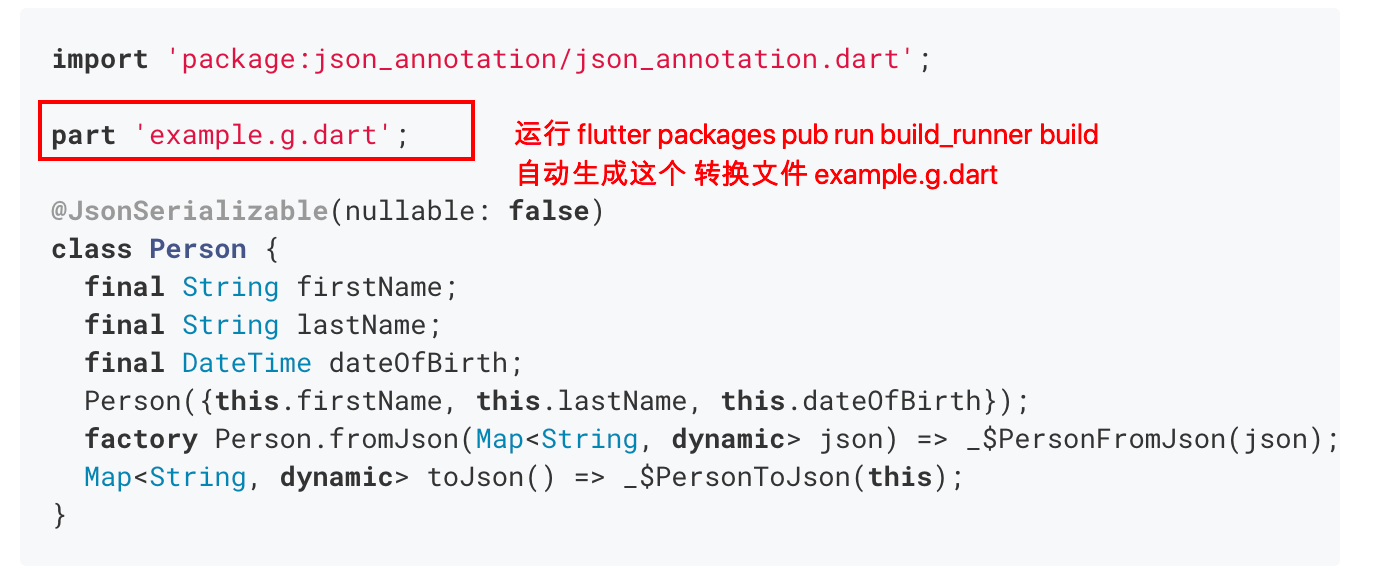 import 'package:json_annotation/json_annotation.dart';
part 'example.g.dart';
运行 flutter packages pub run build_runner build
自动生成这个 转换文件 example.g.dart
@JsonSerializable(nullable: false)
class Person {
  final String firstName;
  final String lastName;
  final DateTime dateOfBirth;
  Person({this.firstName, this.lastName, this.dateOfBirth});
  factory Person.fromJson(Map<String, dynamic> json) => _$PersonFromJson(json);
  Map<String, dynamic> toJson() => _$PersonToJson(this);
}